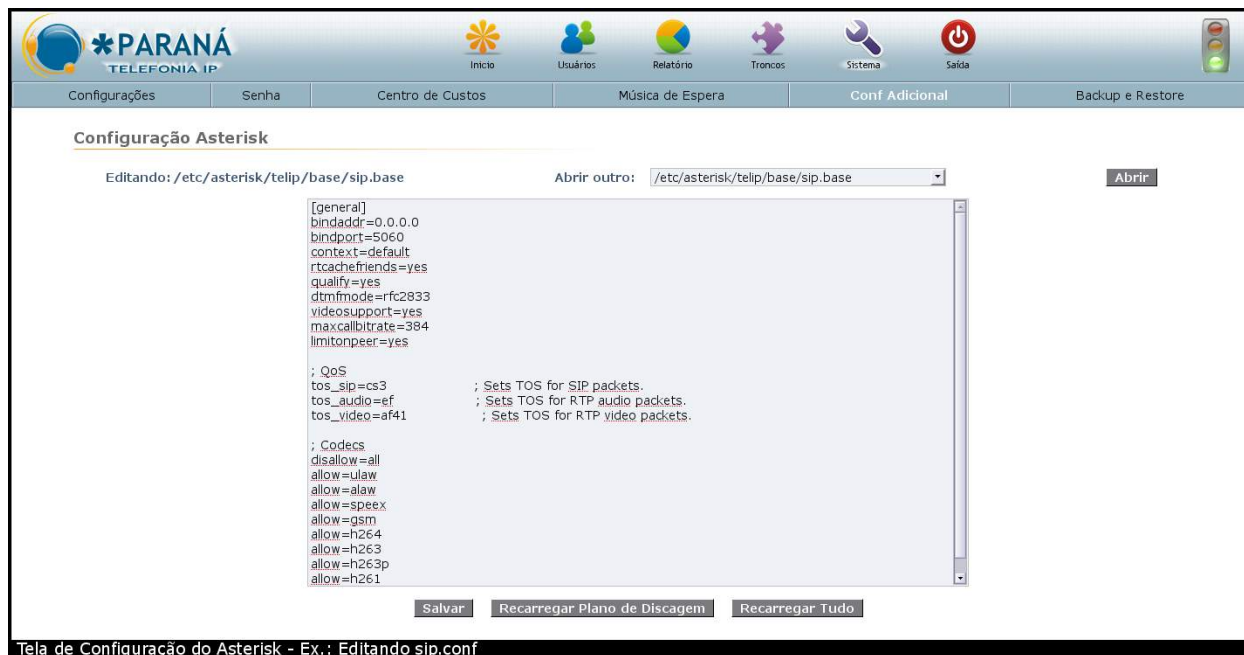 *PARANÁ
TELEFONIA IP
Inicio
Usuários
Relatório
Troncos
Sistema
Saída
Configurações
Senha
Centro de Custos
Música de Espera
Conf Adicional
Backup e Restore
Configuração Asterisk
Editando: /etc/asterisk/telip/base/sip.base
Abrir outro:
/etc/asterisk/telip/base/sip.base
Abrir
[general]
bindaddr=0.0.0.0
bindport=5060
context=default
rtcachefriends=yes
qualify=yes
dtmfmode=rfc2833
videosupport=yes
maxcallbitrate=384
limitonpeer=yes
; QoS
tos_sip=cs3 ; Sets TOS for SIP packets.
tos_audio=ef ; Sets TOS for RTP audio packets.
tos_video=af41 ; Sets TOS for RTP video packets.
; Codecs
disallow=all
allow=ulaw
allow=alaw
allow=speex
allow=gsm
allow=h264
allow=h263
allow=h263p
allow=h261
Salvar
Recarregar Plano de Discagem
Recarregar Tudo
Tela de Configuração do Asterisk - Ex.: Editando sip.conf